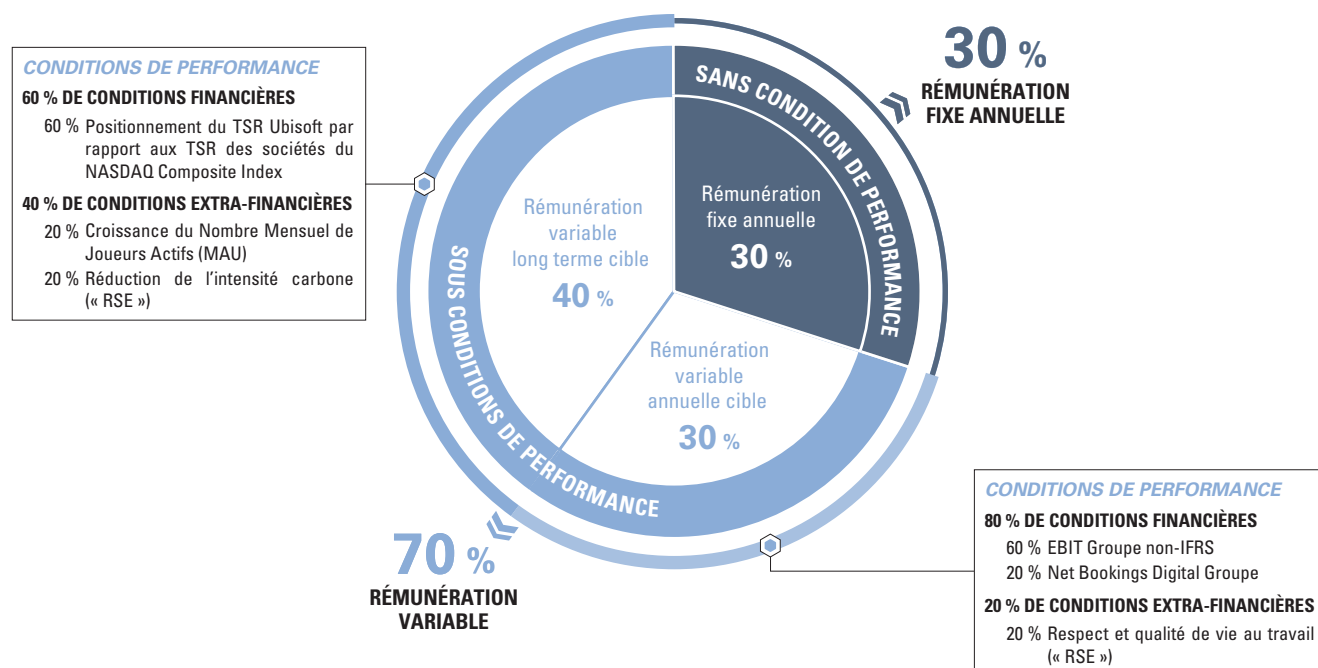 CONDITIONS DE PERFORMANCE
60 % DE CONDITIONS FINANCIÈRES
60 % Positionnement du TSR Ubisoft par
rapport aux TSR des sociétés du
NASDAQ Composite Index
40 % DE CONDITIONS EXTRA-FINANCIÈRES
20 % Croissance du Nombre Mensuel de
Joueurs Actifs (MAU)
20 % Réduction de l’intensité carbone
(« RSE »)
SANS CONDITION DE PERFORMANCE
30 %
RÉMUNÉRATION
FIXE ANNUELLE
Rémunération
fixe annuelle
30 %
Rémunération
variable
long terme cible
40 %
Rémunération
variable
annuelle cible
30 %
SOUS CONDITIONS DE PERFORMANCE
70 %
RÉMUNÉRATION
VARIABLE
CONDITIONS DE PERFORMANCE
80 % DE CONDITIONS FINANCIÈRES
60 % EBIT Groupe non-IFRS
20 % Net Bookings Digital Groupe
20 % DE CONDITIONS EXTRA-FINANCIÈRES
20 % Respect et qualité de vie au travail
(« RSE »)